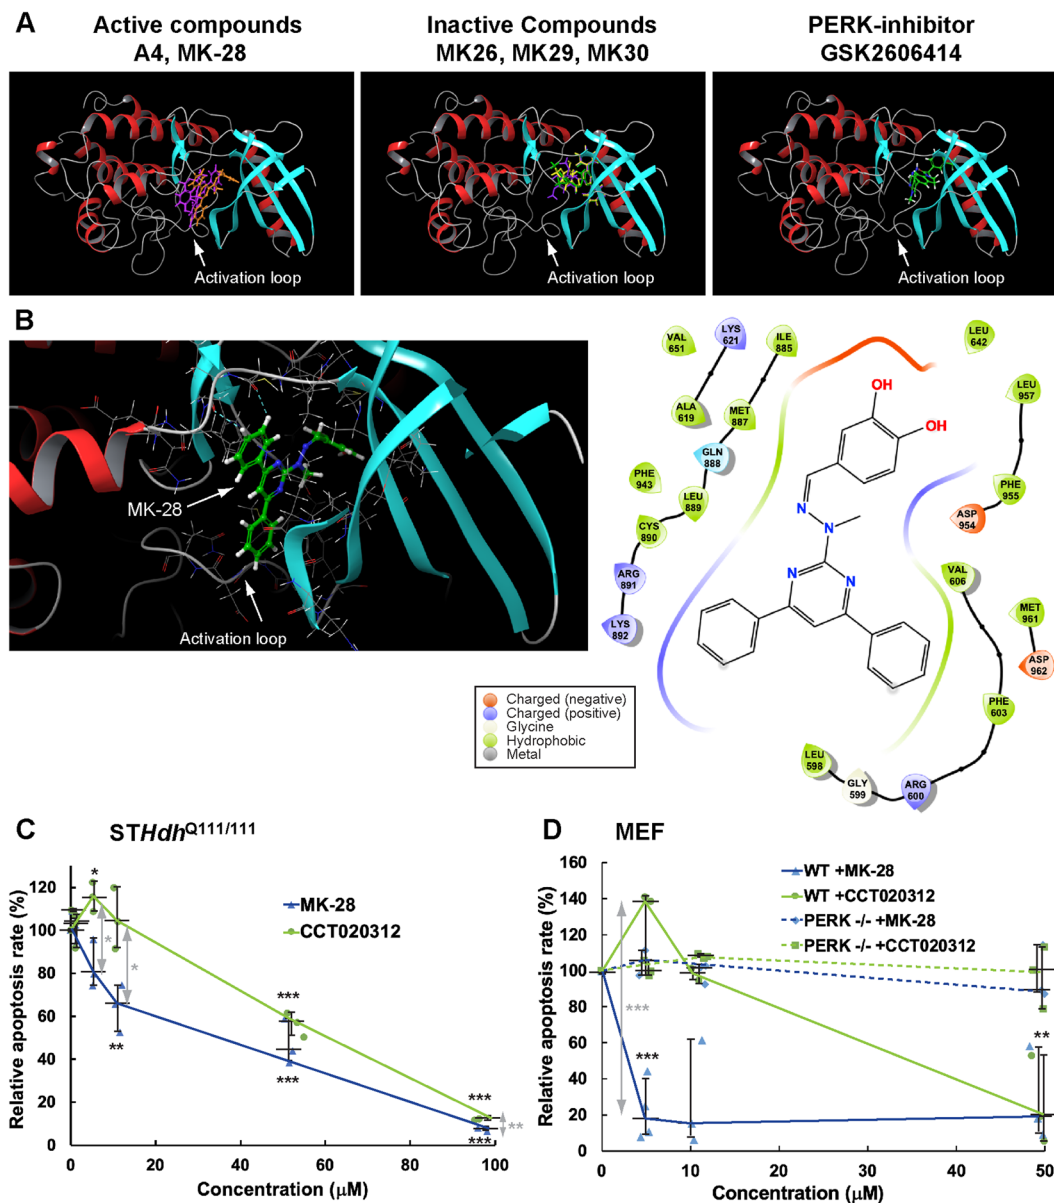 A
Active compounds
A4, MK-28
Inactive Compounds
MK26, MK29, MK30
PERK-inhibitor
GSK2606414
Activation loop
Activation loop
Activation loop
B
MK-28
Activation loop
VAL
651
LYS
621
ILE
885
LEU
642
ALA
619
MET
887
LEU
957
GLN
888
PHE
943
LEU
889
PHE
955
CYS
890
ASP
954
ARG
891
VAL
606
LYS
892
MET
961
ASP
962
PHE
603
LEU
598
GLY
599
ARG
600
OH
OH
N
N
N
N
Charged (negative)
Charged (positive)
Glycine
Hydrophobic
Metal
C
STHdhQ111/111
Relative apoptosis rate (%)
120
100
80
60
40
20
0
0 20 40 60 80 100
Concentration (µM)
MK-28
CCT020312
*
*
*
**
***
***
***
***
**
D
MEF
Relative apoptosis rate (%)
160
140
120
100
80
60
40
20
0
0 10 20 30 40 50
Concentration (µM)
WT +MK-28
WT +CCT020312
PERK -/- +MK-28
PERK -/- +CCT020312
***
***
**